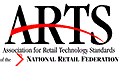 ARTS
Association for Retail Technology Standards
of the NATIONAL RETAIL FEDERATION